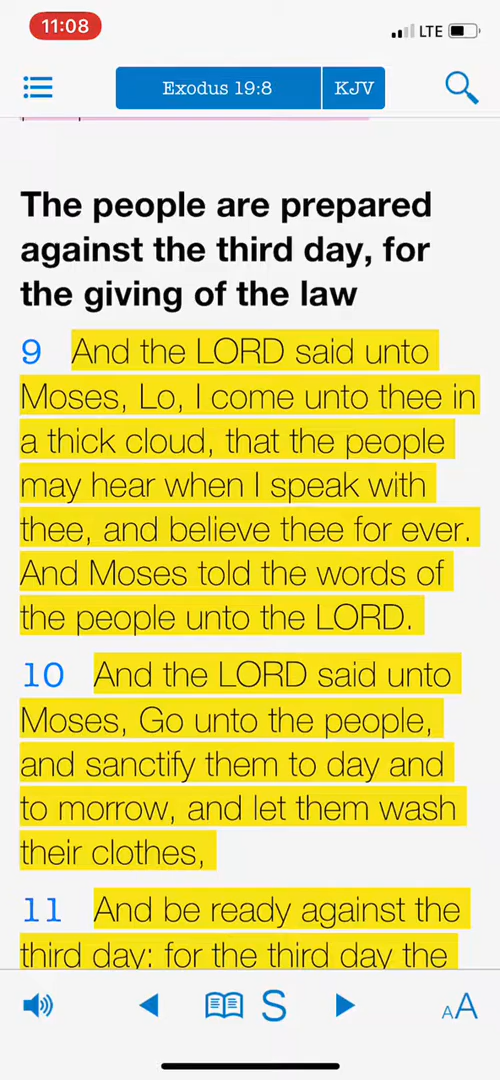 11:08
LTE
Exodus 19:8 KJV
The people are prepared
against the third day, for
the giving of the law
9 And the LORD said unto
Moses, Lo, I come unto thee in
a thick cloud, that the people
may hear when I speak with
thee, and believe thee for ever.
And Moses told the words of
the people unto the LORD.
10 And the LORD said unto
Moses, Go unto the people,
and sanctify them to day and
to morrow, and let them wash
their clothes,
11 And be ready against the
third day: for the third day the
S AA